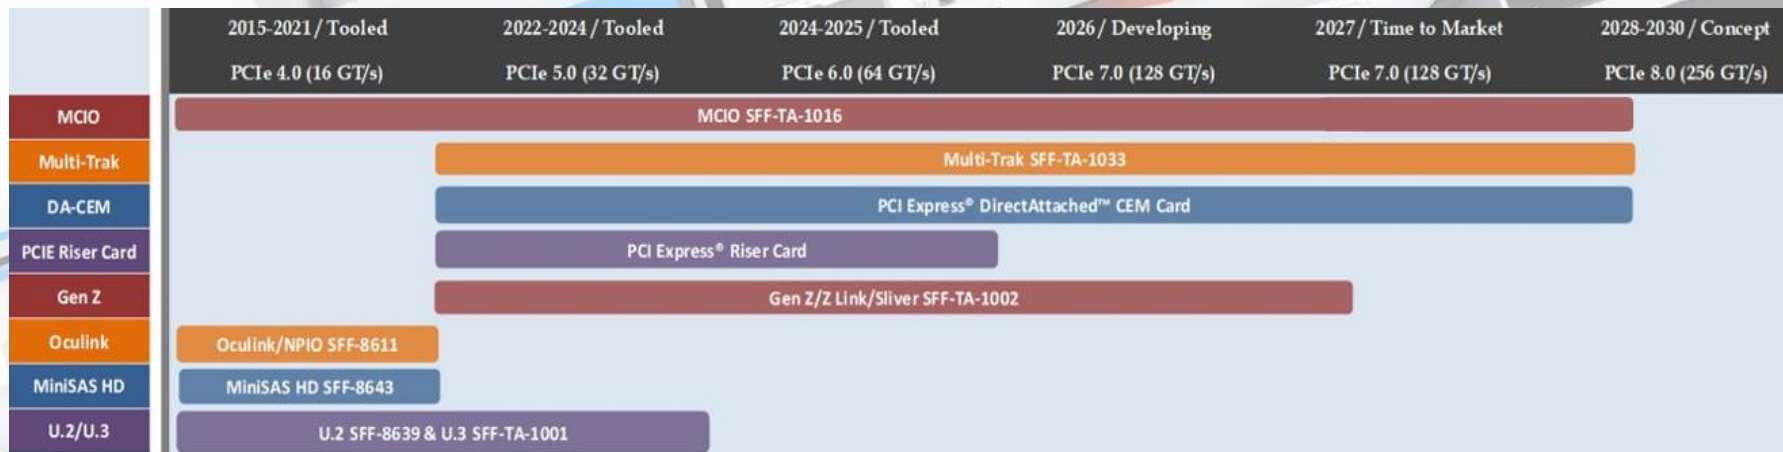 2015-2021 / Tooled 2022-2024 / Tooled 2024-2025 / Tooled 2026 / Developing 2027 / Time to Market 2028-2030 / Concept
PCIe 4.0 (16 GT/s) PCIe 5.0 (32 GT/s) PCIe 6.0 (64 GT/s) PCIe 7.0 (128 GT/s) PCIe 7.0 (128 GT/s) PCIe 8.0 (256 GT/s)
MCIO MCIO SFF-TA-1016
Multi-Trak Multi-Trak SFF-TA-1033
DA-CEM PCI Express® DirectAttached™ CEM Card
PCIE Riser Card PCI Express® Riser Card
Gen Z Gen Z/Z Link/Sliver SFF-TA-1002
Oculink Oculink/NPIO SFF-8611
MiniSAS HD MiniSAS HD SFF-8643
U.2/U.3 U.2 SFF-8639 & U.3 SFF-TA-1001